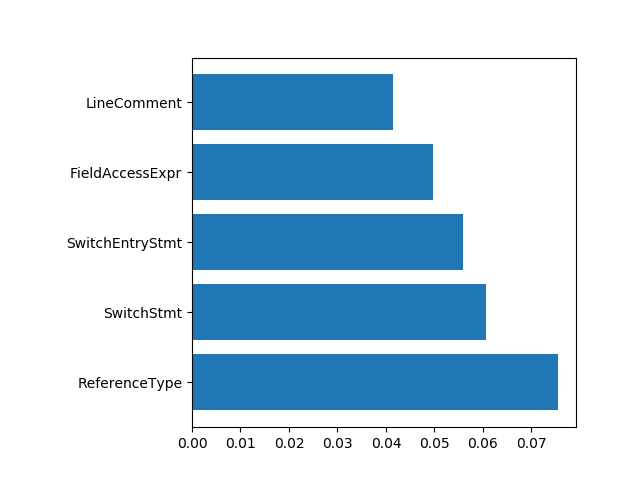 LineComment
FieldAccessExpr
SwitchEntryStmt
SwitchStmt
ReferenceType
0.00 0.01 0.02 0.03 0.04 0.05 0.06 0.07